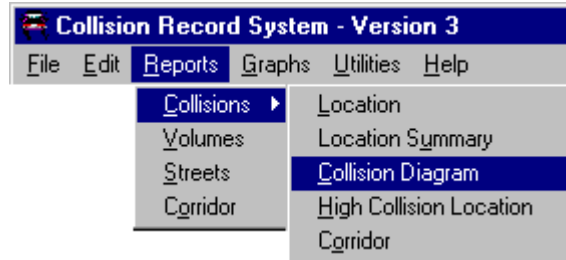 Collision Record System - Version 3
File Edit Reports Graphs Utilities Help
Collisions Location
Volumes Location Summary
Streets Collision Diagram
Corridor High Collision Location
Corridor